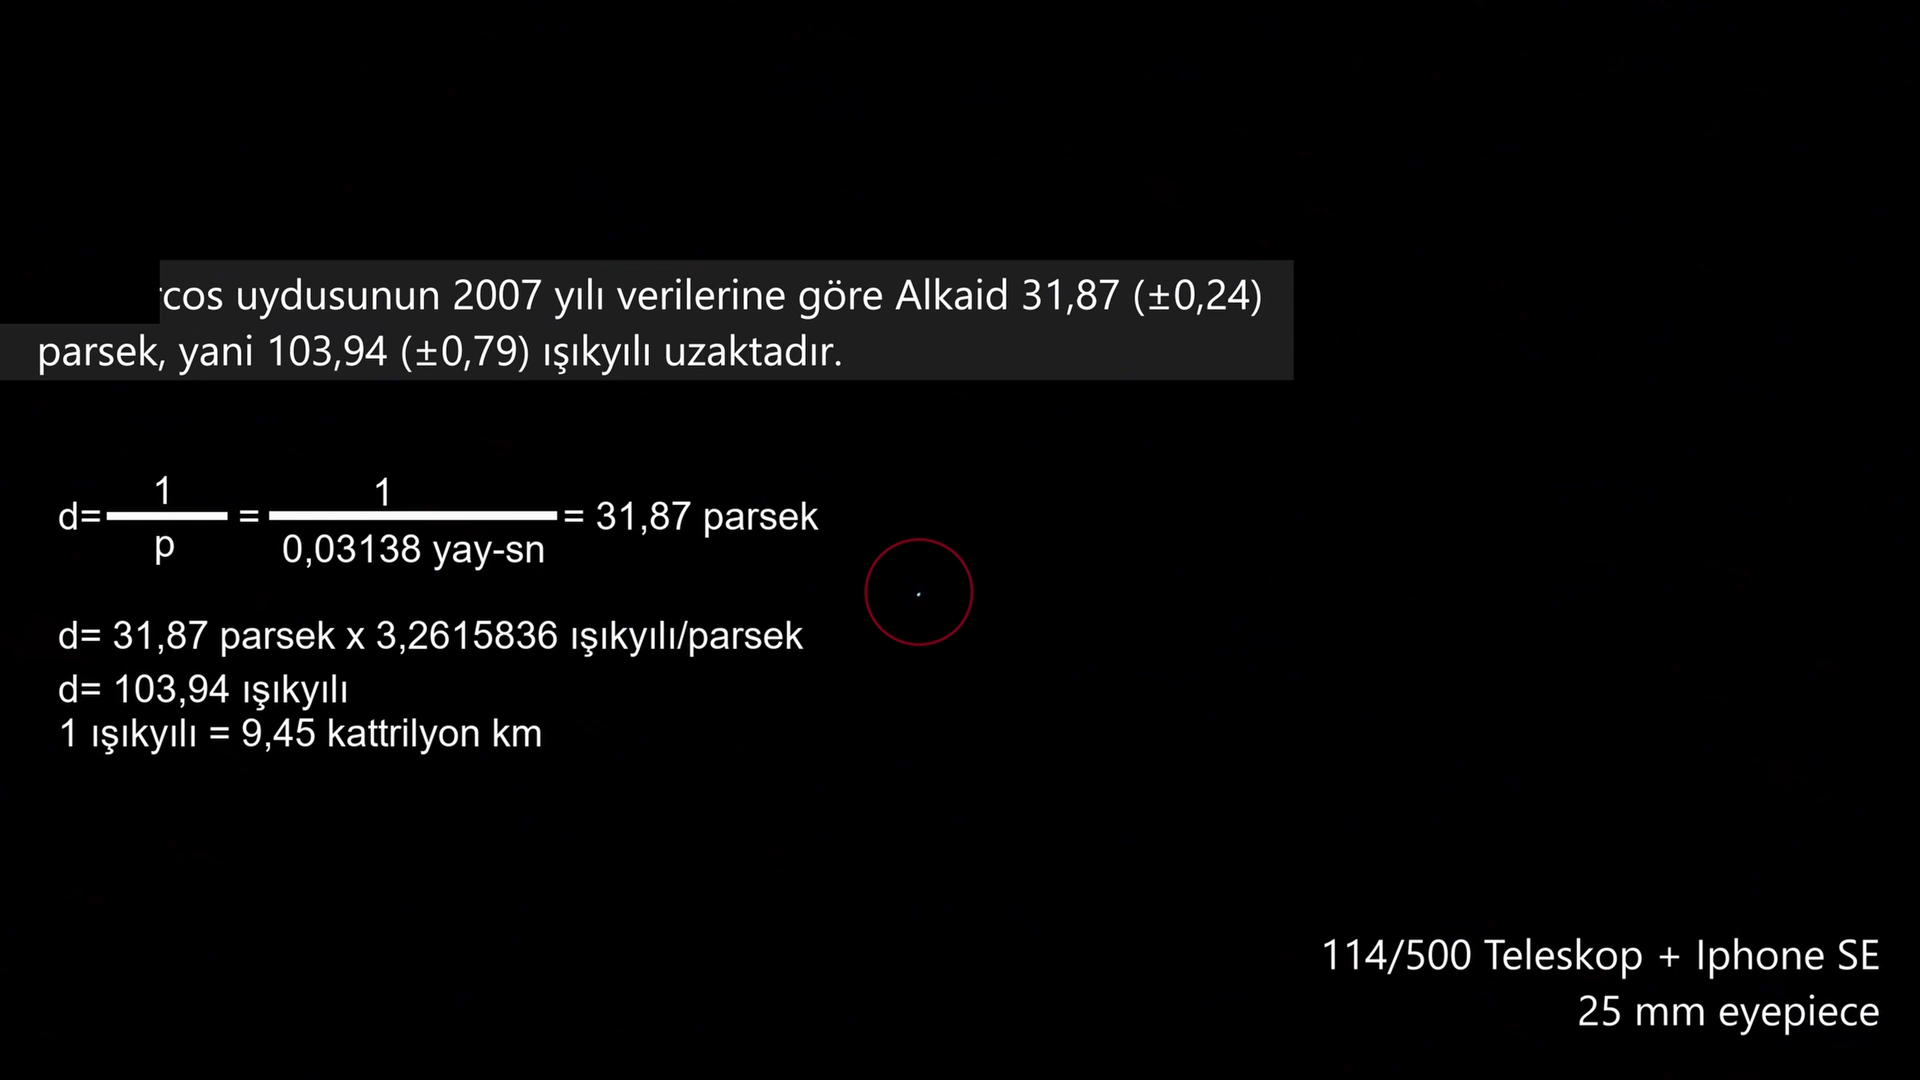 cos uydusunun 2007 yılı verilerine göre Alkaid 31,87 (±0,24)
parsek, yani 103,94 (±0,79) ışıkyılı uzaktadır.
d= 1 / p = 1 / 0,03138 yay-sn = 31,87 parsek
d= 31,87 parsek x 3,2615836 ışıkyılı/parsek
d= 103,94 ışıkyılı
1 ışıkyılı = 9,45 kattrilyon km
114/500 Teleskop + Iphone SE
25 mm eyepiece